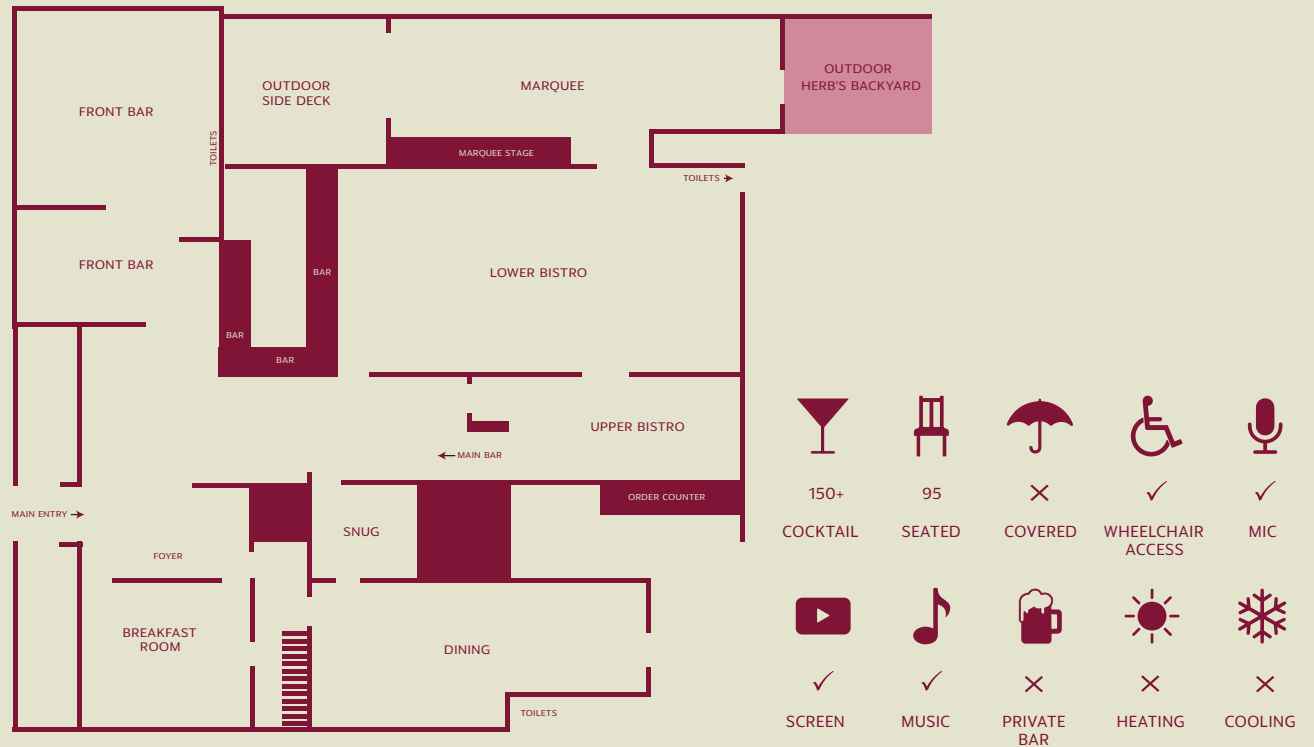 FRONT BAR
OUTDOOR
SIDE DECK
MARQUEE
OUTDOOR
HERB'S BACKYARD
TOILETS
MARQUEE STAGE
TOILETS
FRONT BAR
BAR
LOWER BISTRO
BAR
BAR
UPPER BISTRO
MAIN BAR
ORDER COUNTER
MAIN ENTRY
SNUG
FOYER
BREAKFAST
ROOM
DINING
TOILETS
150+
95
COCKTAIL
SEATED
COVERED
WHEELCHAIR
ACCESS
MIC
SCREEN
MUSIC
PRIVATE
BAR
HEATING
COOLING